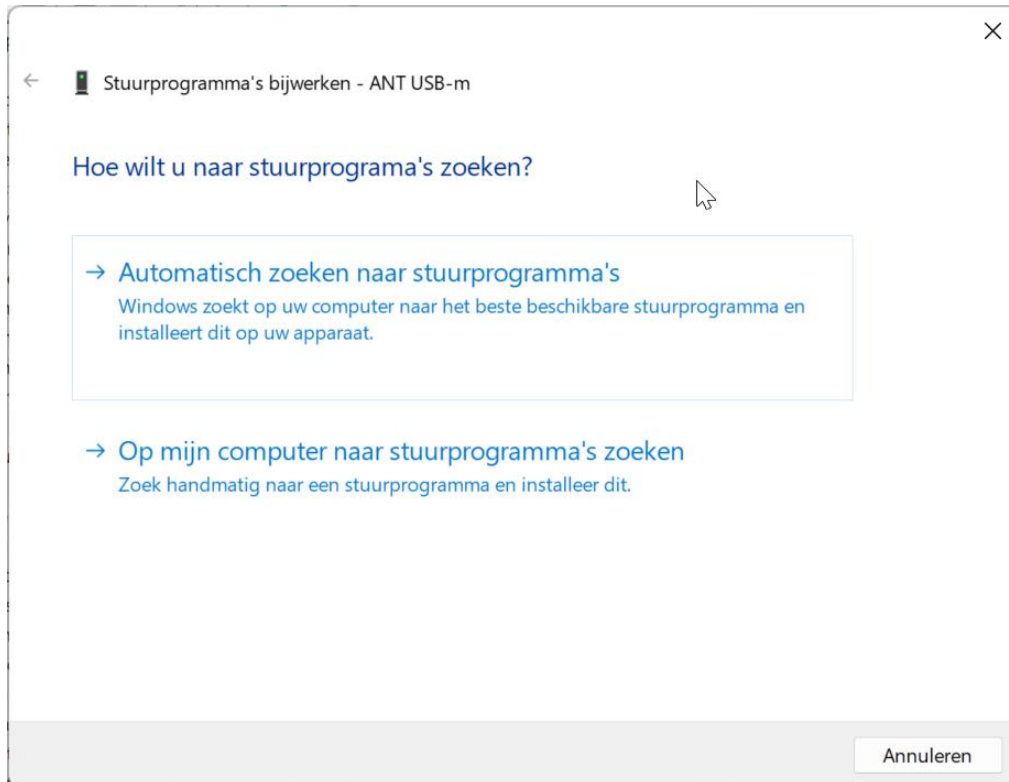 Stuurprogramma's bijwerken - ANT USB-m
Hoe wilt u naar stuurprograma's zoeken?
Automatisch zoeken naar stuurprogramma's
Windows zoekt op uw computer naar het beste beschikbare stuurprogramma en
installeert dit op uw apparaat.
Op mijn computer naar stuurprogramma's zoeken
Zoek handmatig naar een stuurprogramma en installeer dit.
Annuleren